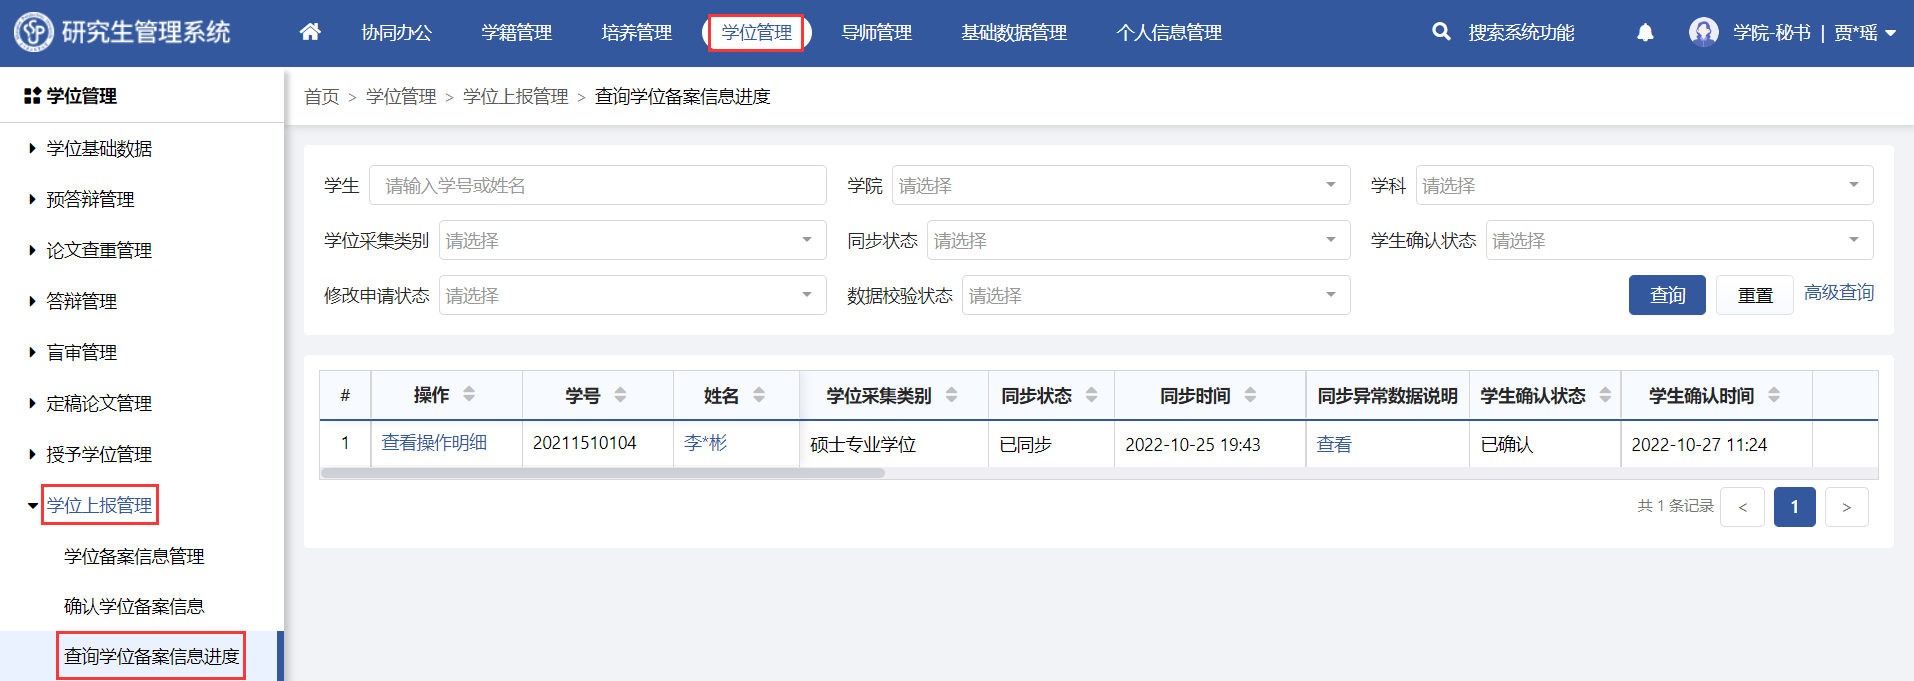 研究生管理系统 协同办公 学籍管理 培养管理 学位管理 导师管理 基础数据管理 个人信息管理 搜索系统功能 学院-秘书 | 贾*瑶
学位管理
首页 > 学位管理 > 学位上报管理 > 查询学位备案信息进度
学位基础数据
预答辩管理
论文查重管理
答辩管理
盲审管理
定稿论文管理
授予学位管理
学位上报管理
学位备案信息管理
确认学位备案信息
查询学位备案信息进度
学生 请输入学号或姓名 学院 请选择 学科 请选择
学位采集类别 请选择 同步状态 请选择 学生确认状态 请选择
修改申请状态 请选择 数据校验状态 请选择 查询 重置 高级查询
# 操作 学号 姓名 学位采集类别 同步状态 同步时间 同步异常数据说明 学生确认状态 学生确认时间
1 查看操作明细 20211510104 李*彬 硕士专业学位 已同步 2022-10-25 19:43 查看 已确认 2022-10-27 11:24
共 1 条记录 < 1 >